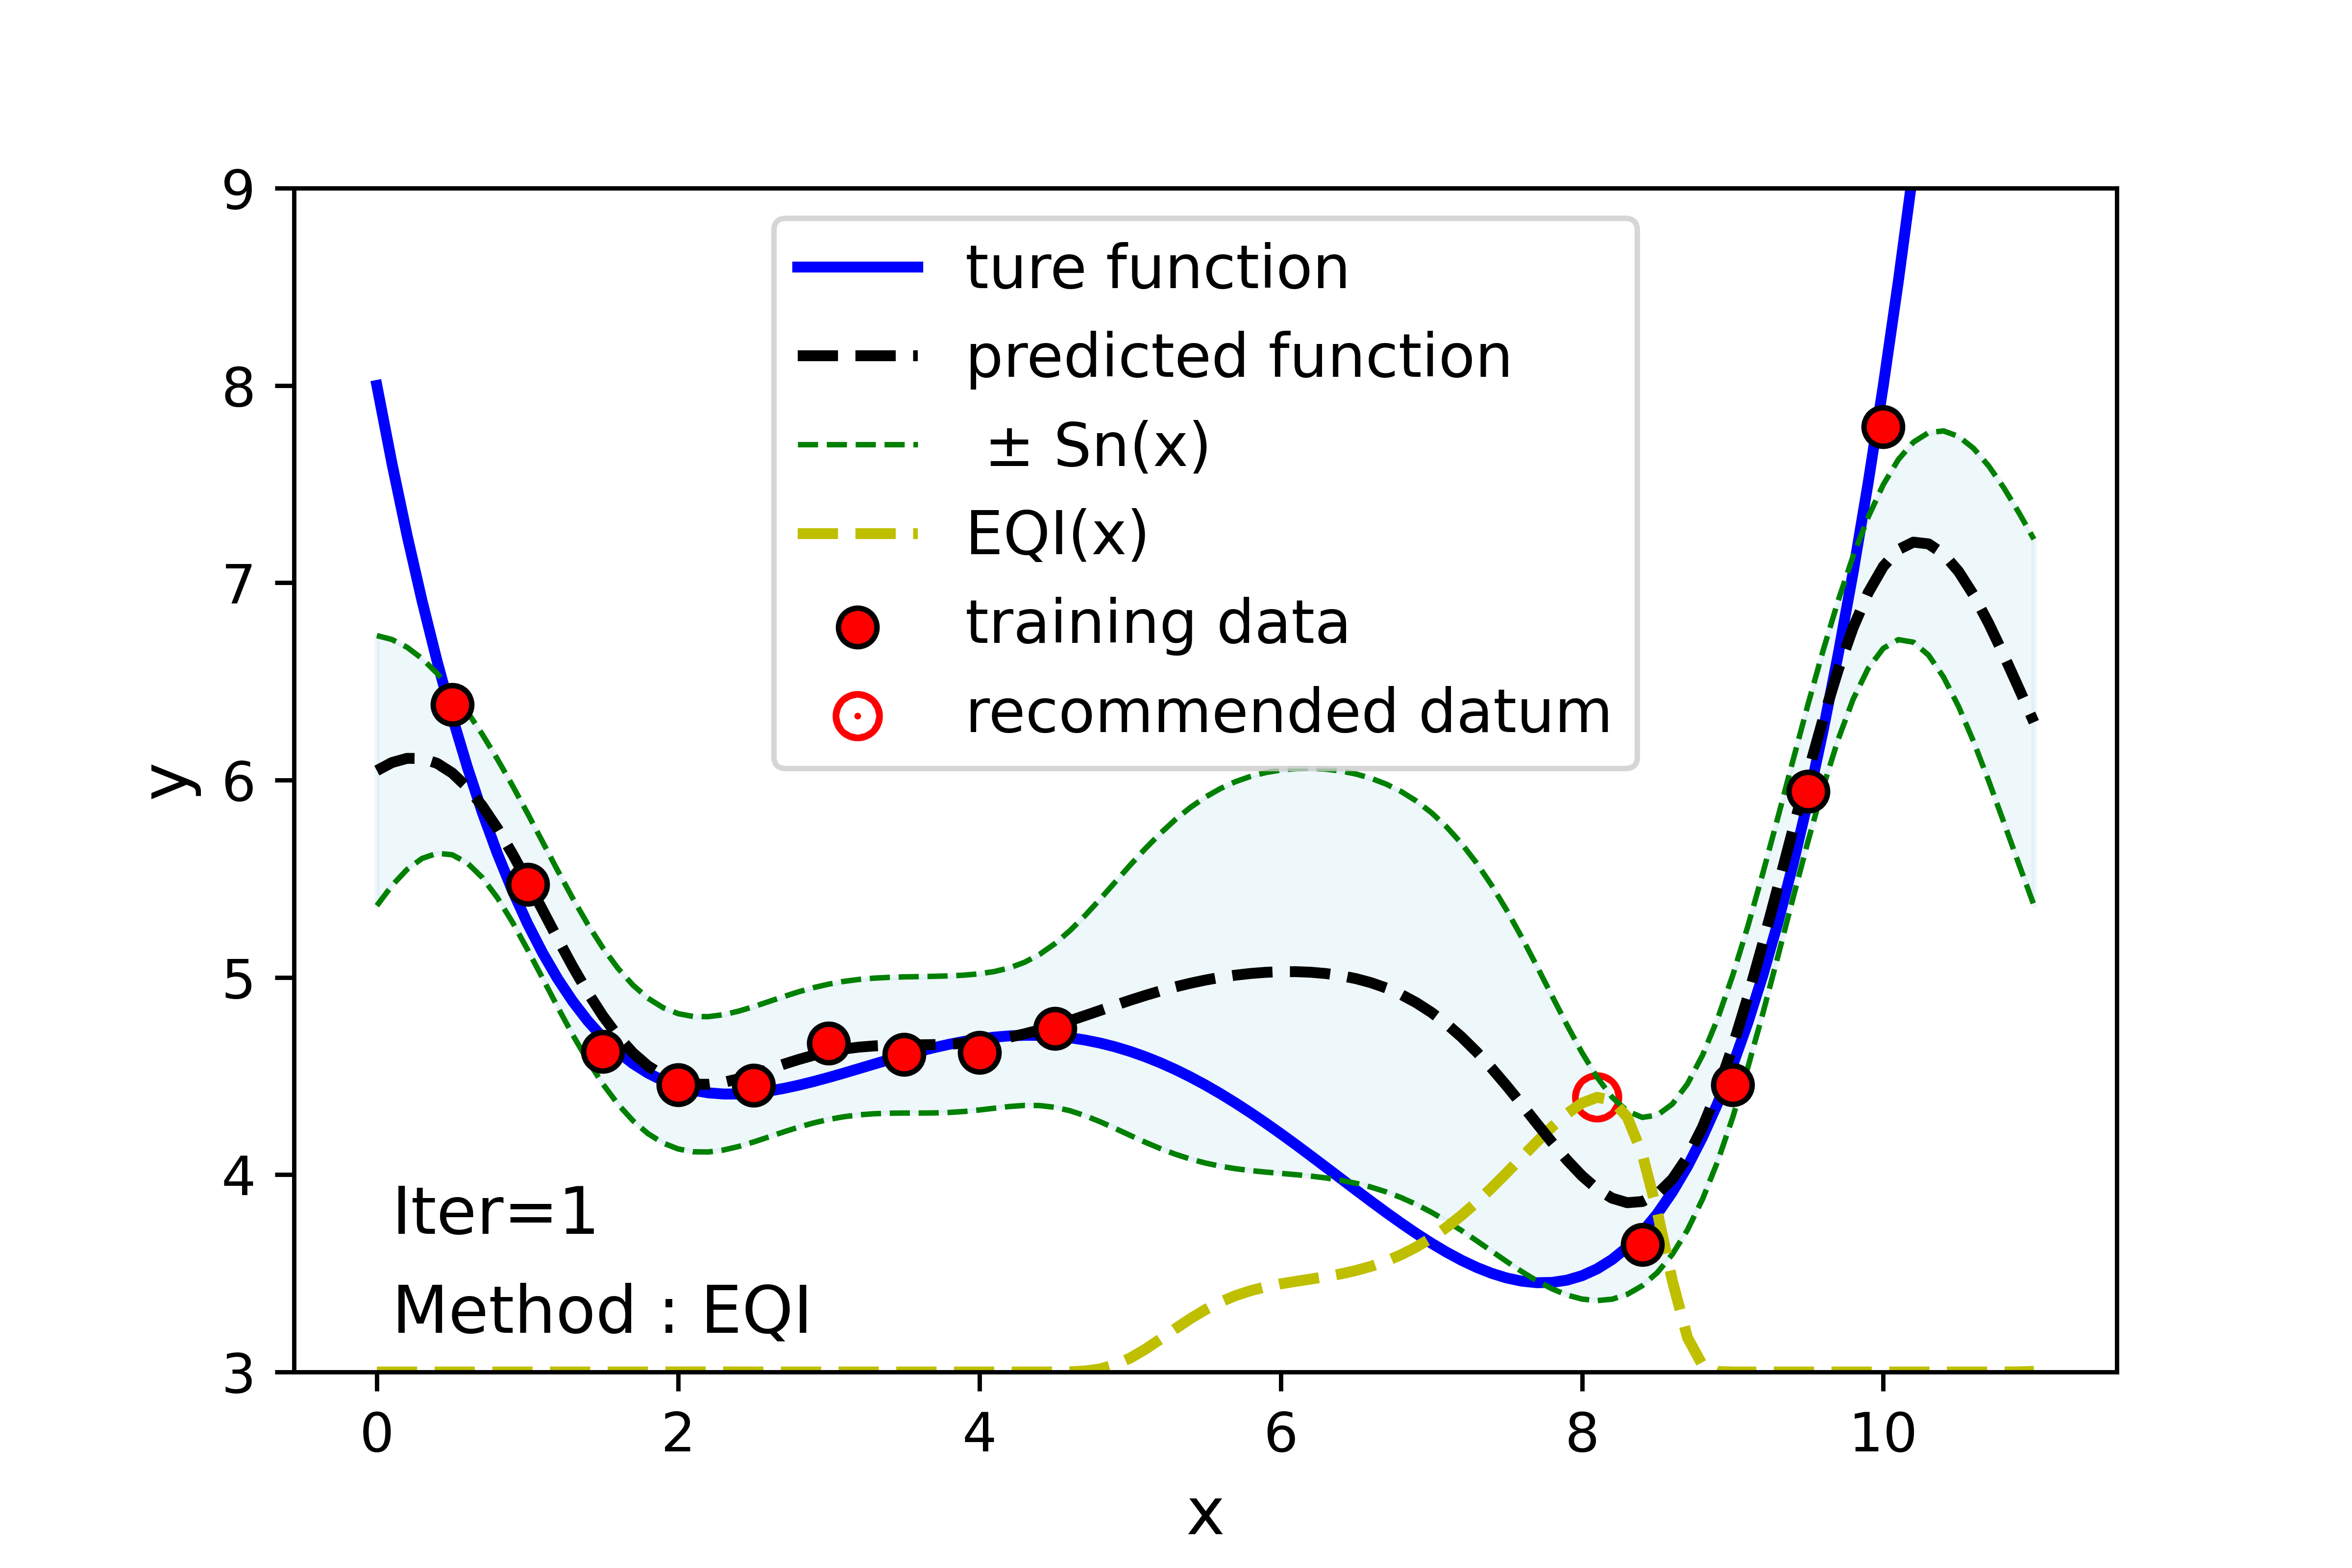 9
8
7
6
5
4
3
y
ture function
predicted function
± Sn(x)
EQI(x)
training data
recommended datum
Iter=1
Method : EQI
0 2 4 6 8 10
x